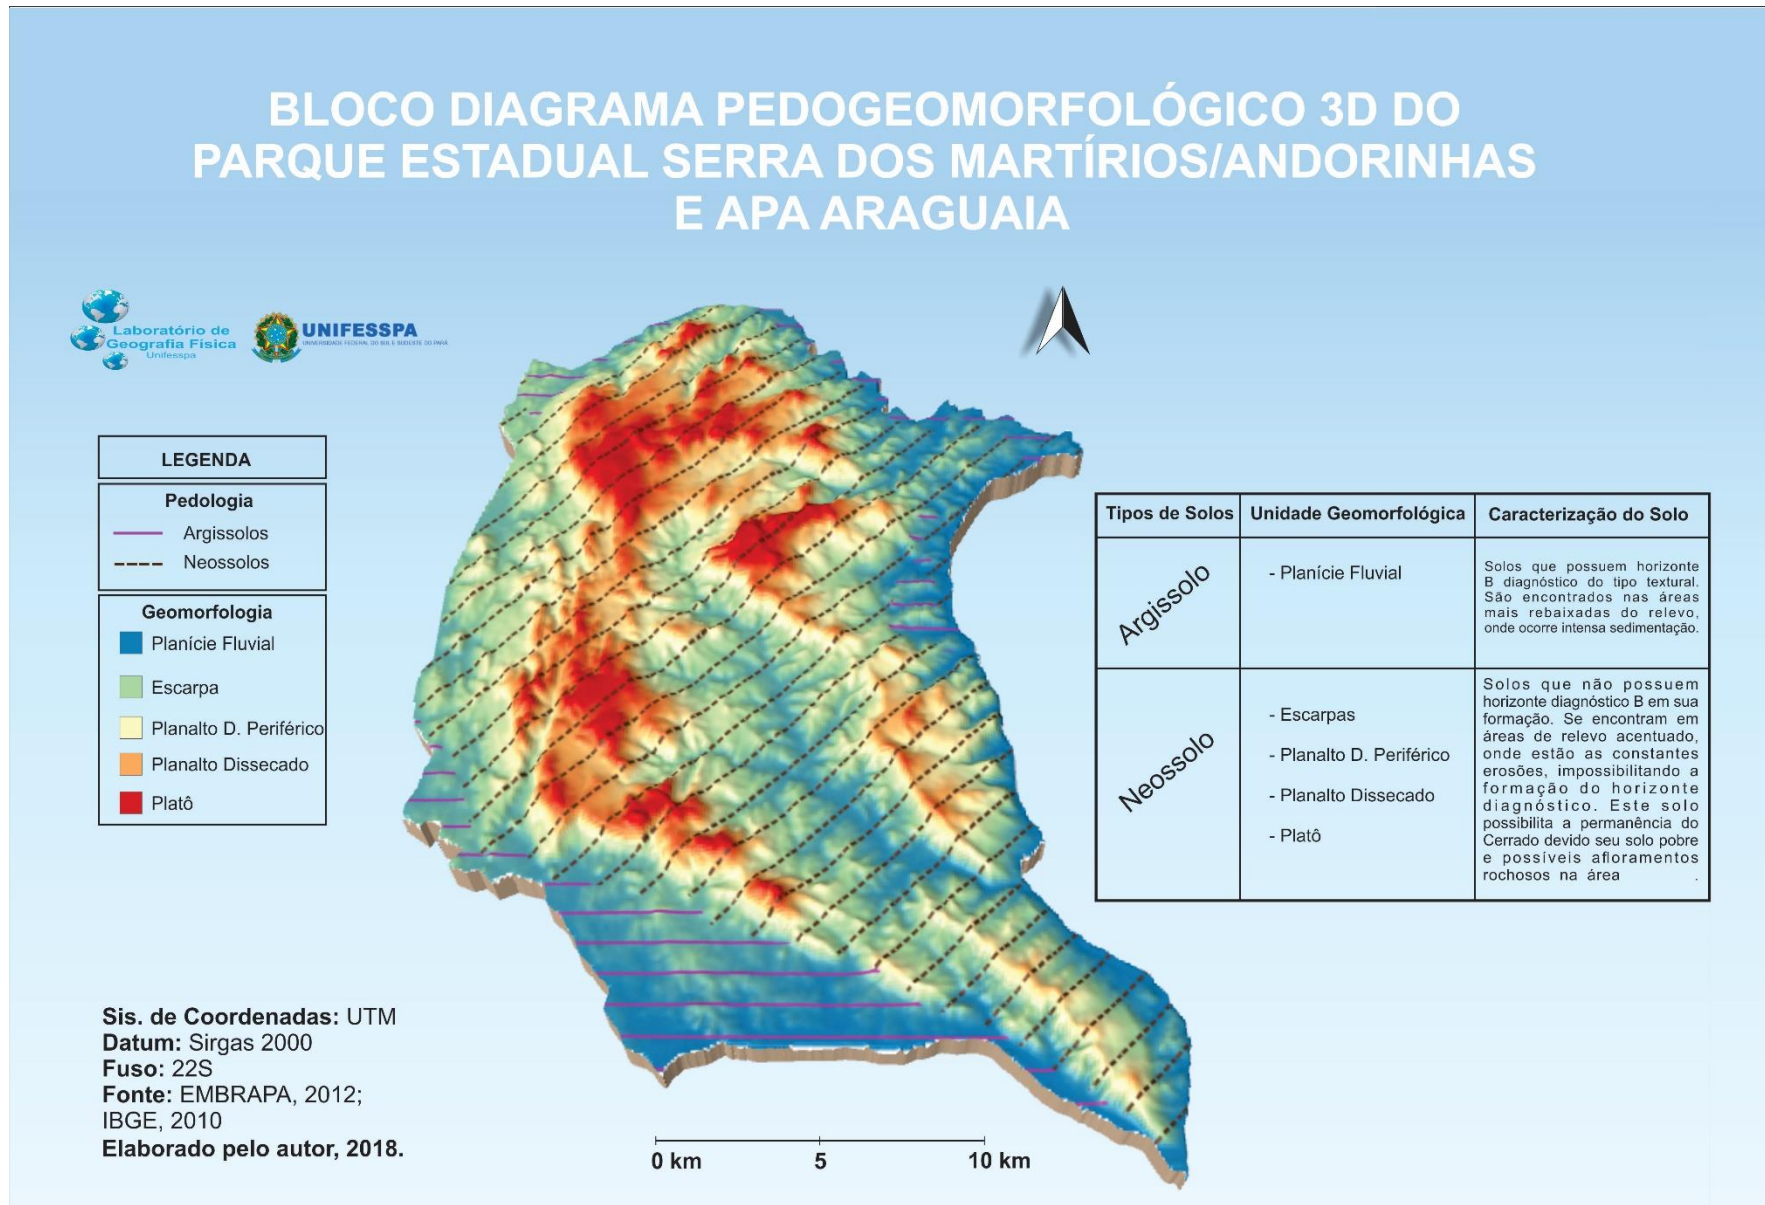 BLOCO DIAGRAMA PEDOGEOMORFOLÓGICO 3D DO
PARQUE ESTADUAL SERRA DOS MARTÍRIOS/ANDORINHAS
E APA ARAGUAIA
Laboratório de
Geografia Física
Unifesspa
UNIFESSPA
UNIVERSIDADE FEDERAL DO SUL E SUDESTE DO PARÁ
LEGENDA
Pedologia
Argissolos
Neossolos
Geomorfologia
Planície Fluvial
Escarpa
Planalto D. Periférico
Planalto Dissecado
Platô
Tipos de Solos
Unidade Geomorfológica
Caracterização do Solo
Argissolo
- Planície Fluvial
Solos que possuem horizonte
B diagnóstico do tipo textural.
São encontrados nas áreas
mais rebaixadas do relevo,
onde ocorre intensa sedimentação.
Neossolo
- Escarpas
- Planalto D. Periférico
- Planalto Dissecado
- Platô
Solos que não possuem
horizonte diagnóstico B em sua
formação. Se encontram em
áreas de relevo acentuado,
onde estão as constantes
erosões, impossibilitando a
formação do horizonte
diagnóstico. Este solo
possibilita a permanência do
Cerrado devido seu solo pobre
e possíveis afloramentos
rochosos na área .
Sis. de Coordenadas: UTM
Datum: Sirgas 2000
Fuso: 22S
Fonte: EMBRAPA, 2012;
IBGE, 2010
Elaborado pelo autor, 2018.
0 km 5 10 km